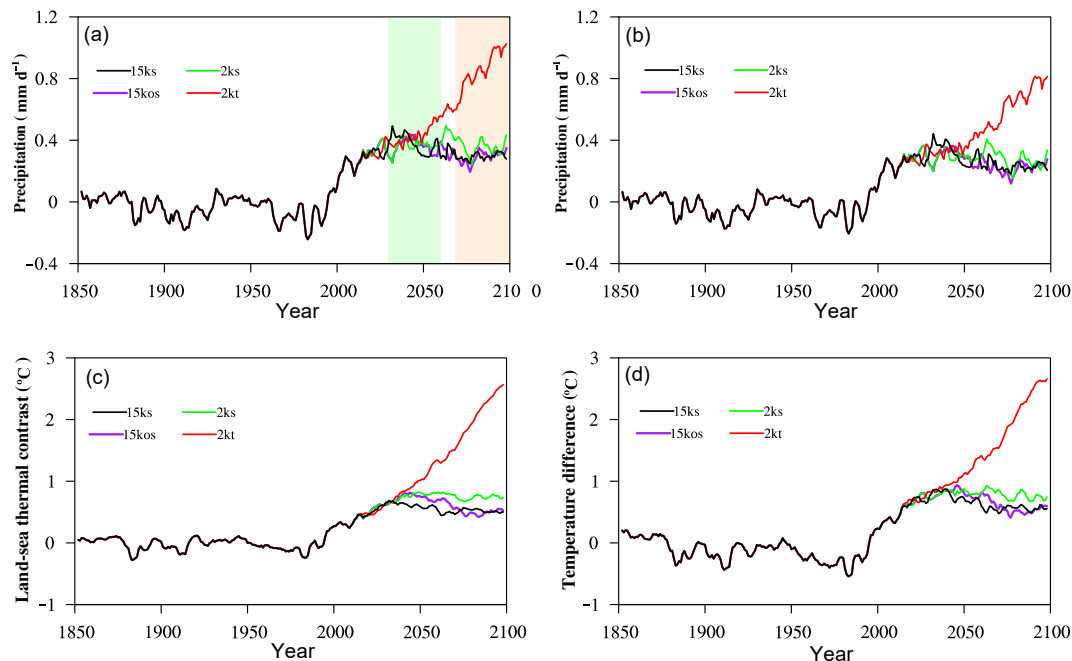 (a)
Precipitation ( mm d⁻¹)
1.2
0.8
0.4
0
−0.4
15ks
2ks
15kos
2kt
1850 1900 1950 2000 2050 2100 0
Year
(b)
Precipitation ( mm d⁻¹)
1.2
0.8
0.4
0
−0.4
15ks
2ks
15kos
2kt
1850 1900 1950 2000 2050 2100
Year
(c)
Land-sea thermal contrast (°C)
3
2
1
0
−1
15ks
2ks
15kos
2kt
1850 1900 1950 2000 2050 2100
Year
(d)
Temperature difference (°C)
3
2
1
0
−1
15ks
2ks
15kos
2kt
1850 1900 1950 2000 2050 2100
Year